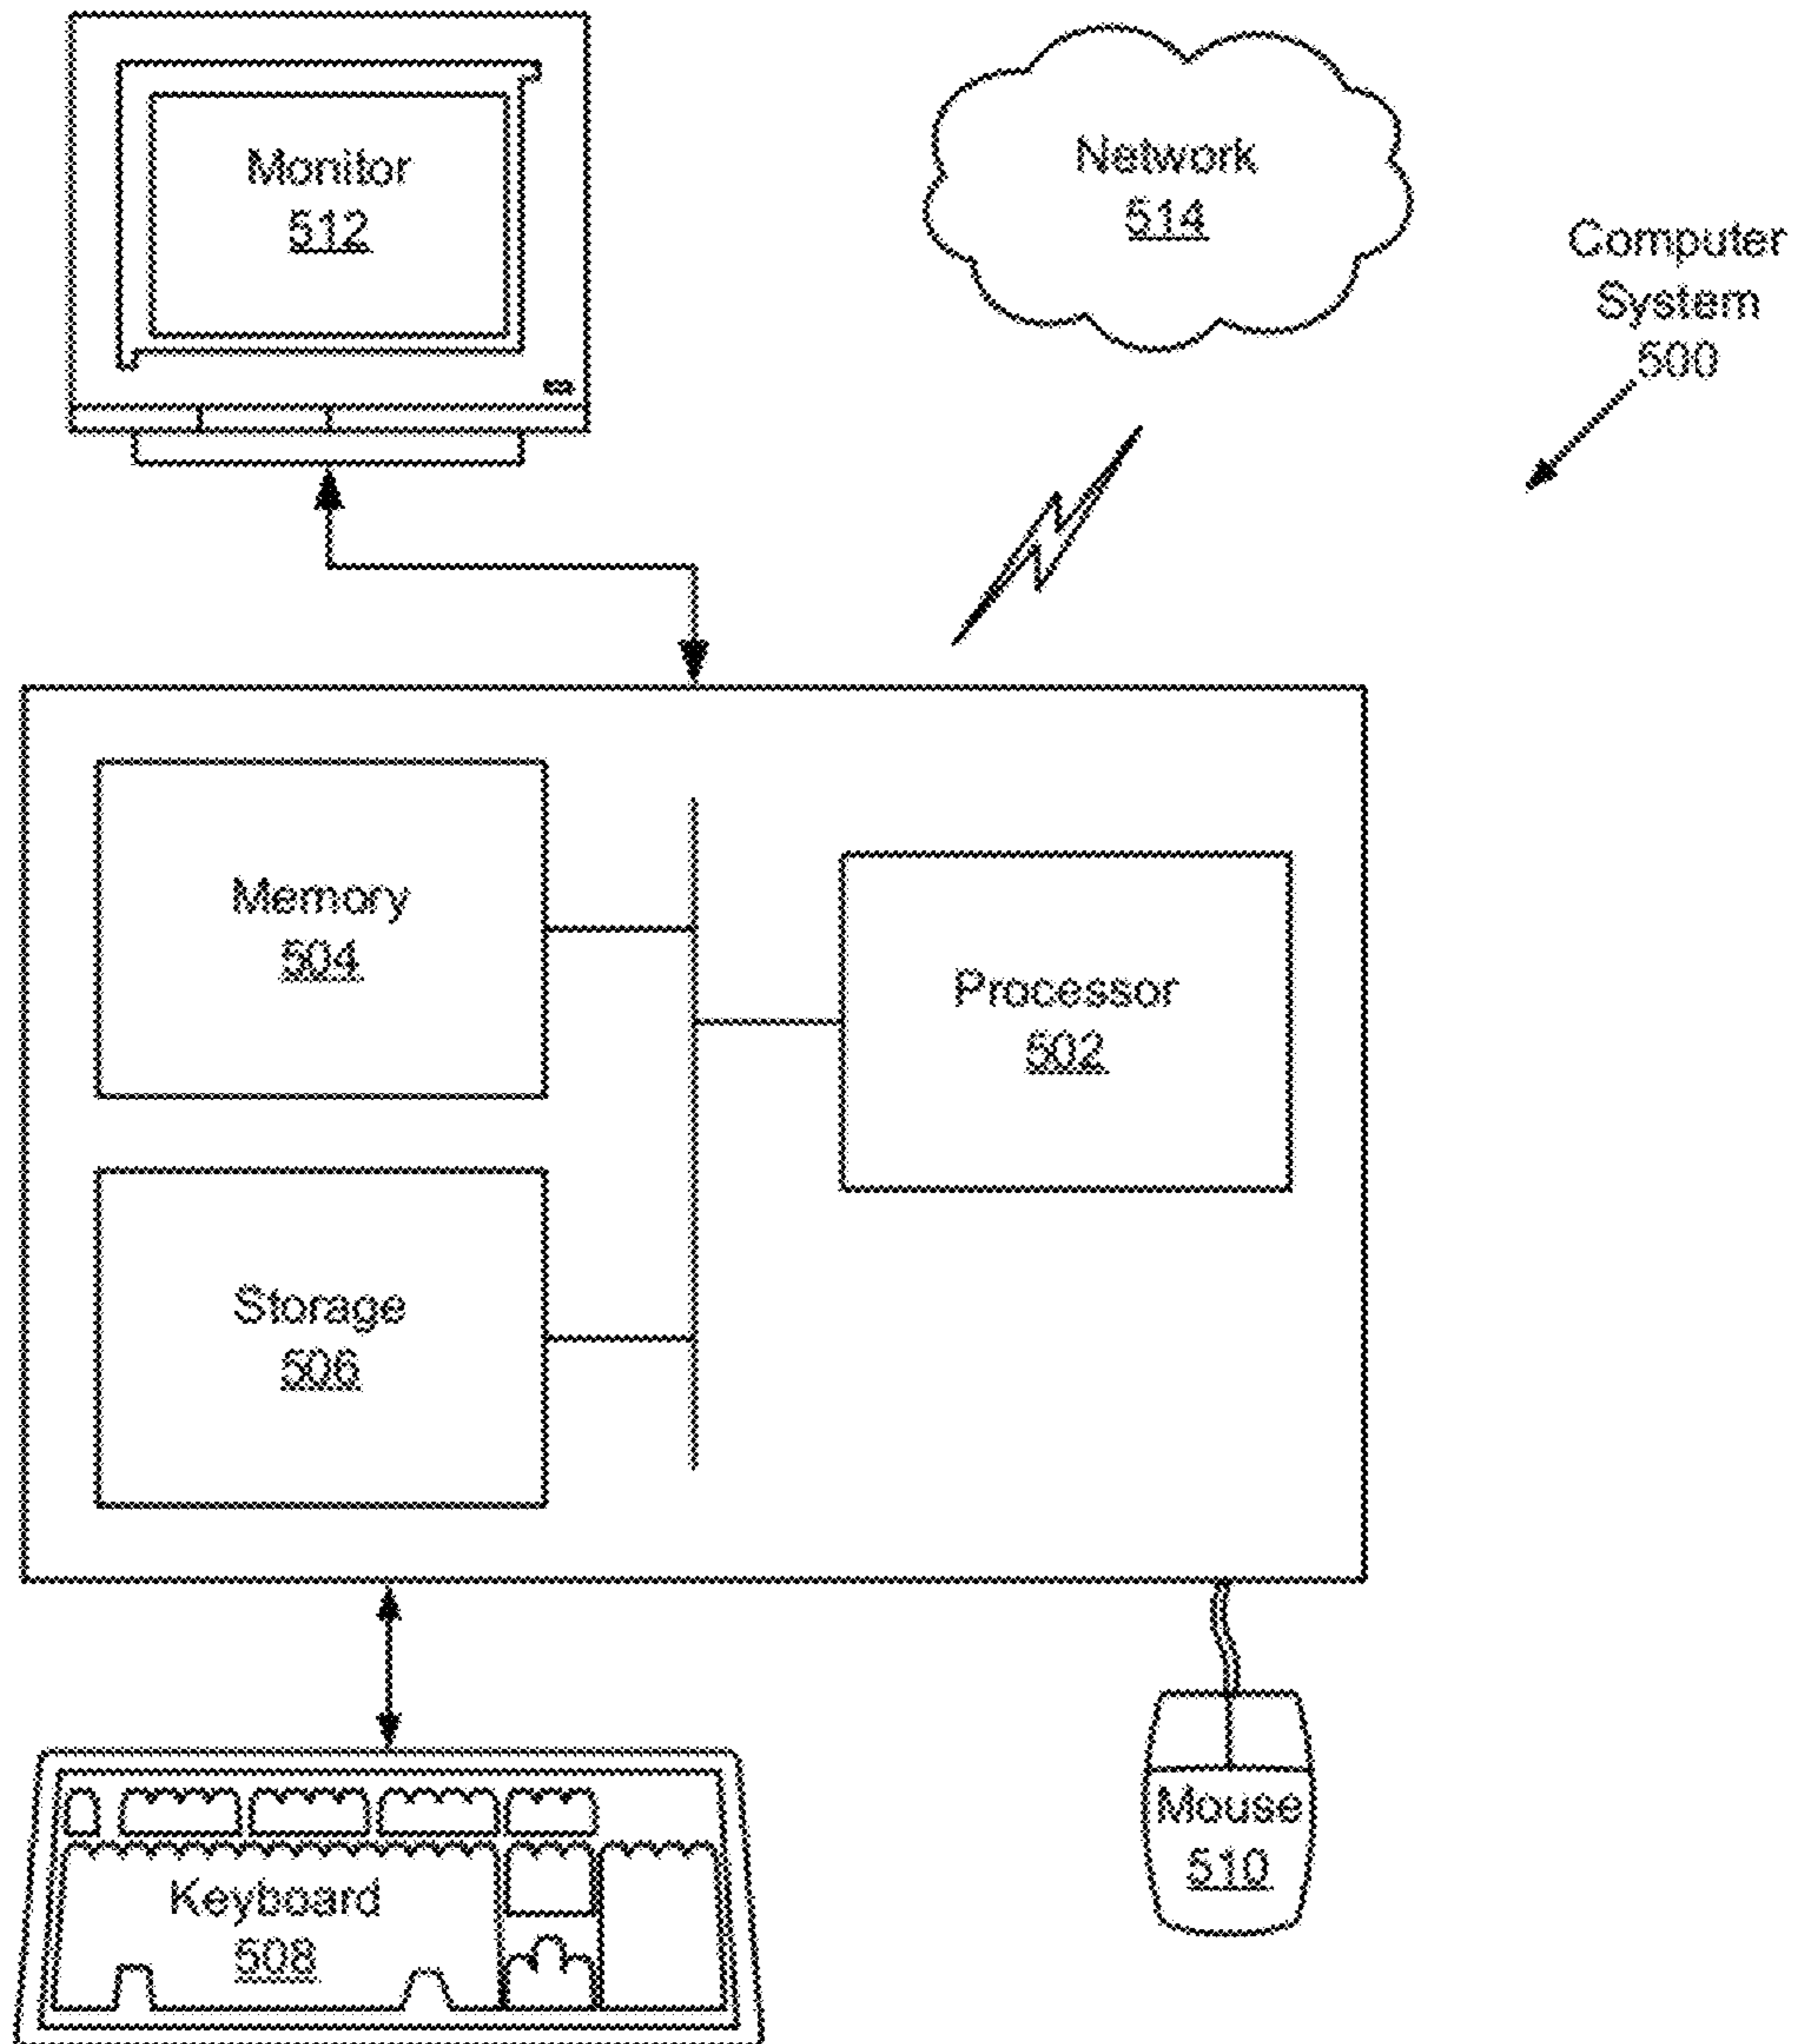 Monitor
512
Network
514
Computer
System
500
Memory
504
Processor
502
Storage
506
Keyboard
508
Mouse
510